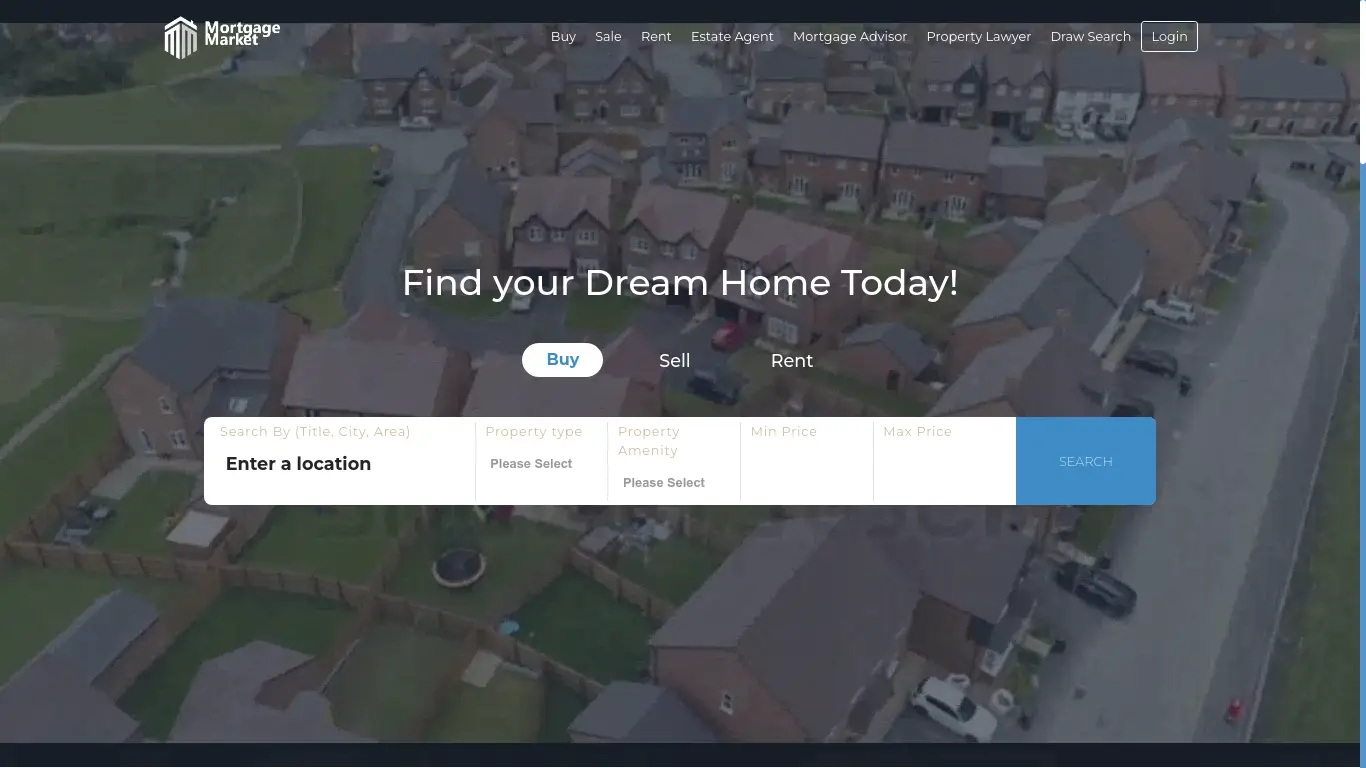 Mortgage
Market
Buy Sale Rent Estate Agent Mortgage Advisor Property Lawyer Draw Search Login
Find your Dream Home Today!
Buy Sell Rent
Search By (Title, City, Area) Property type Property Amenity Min Price Max Price
Enter a location Please Select Please Select
SEARCH